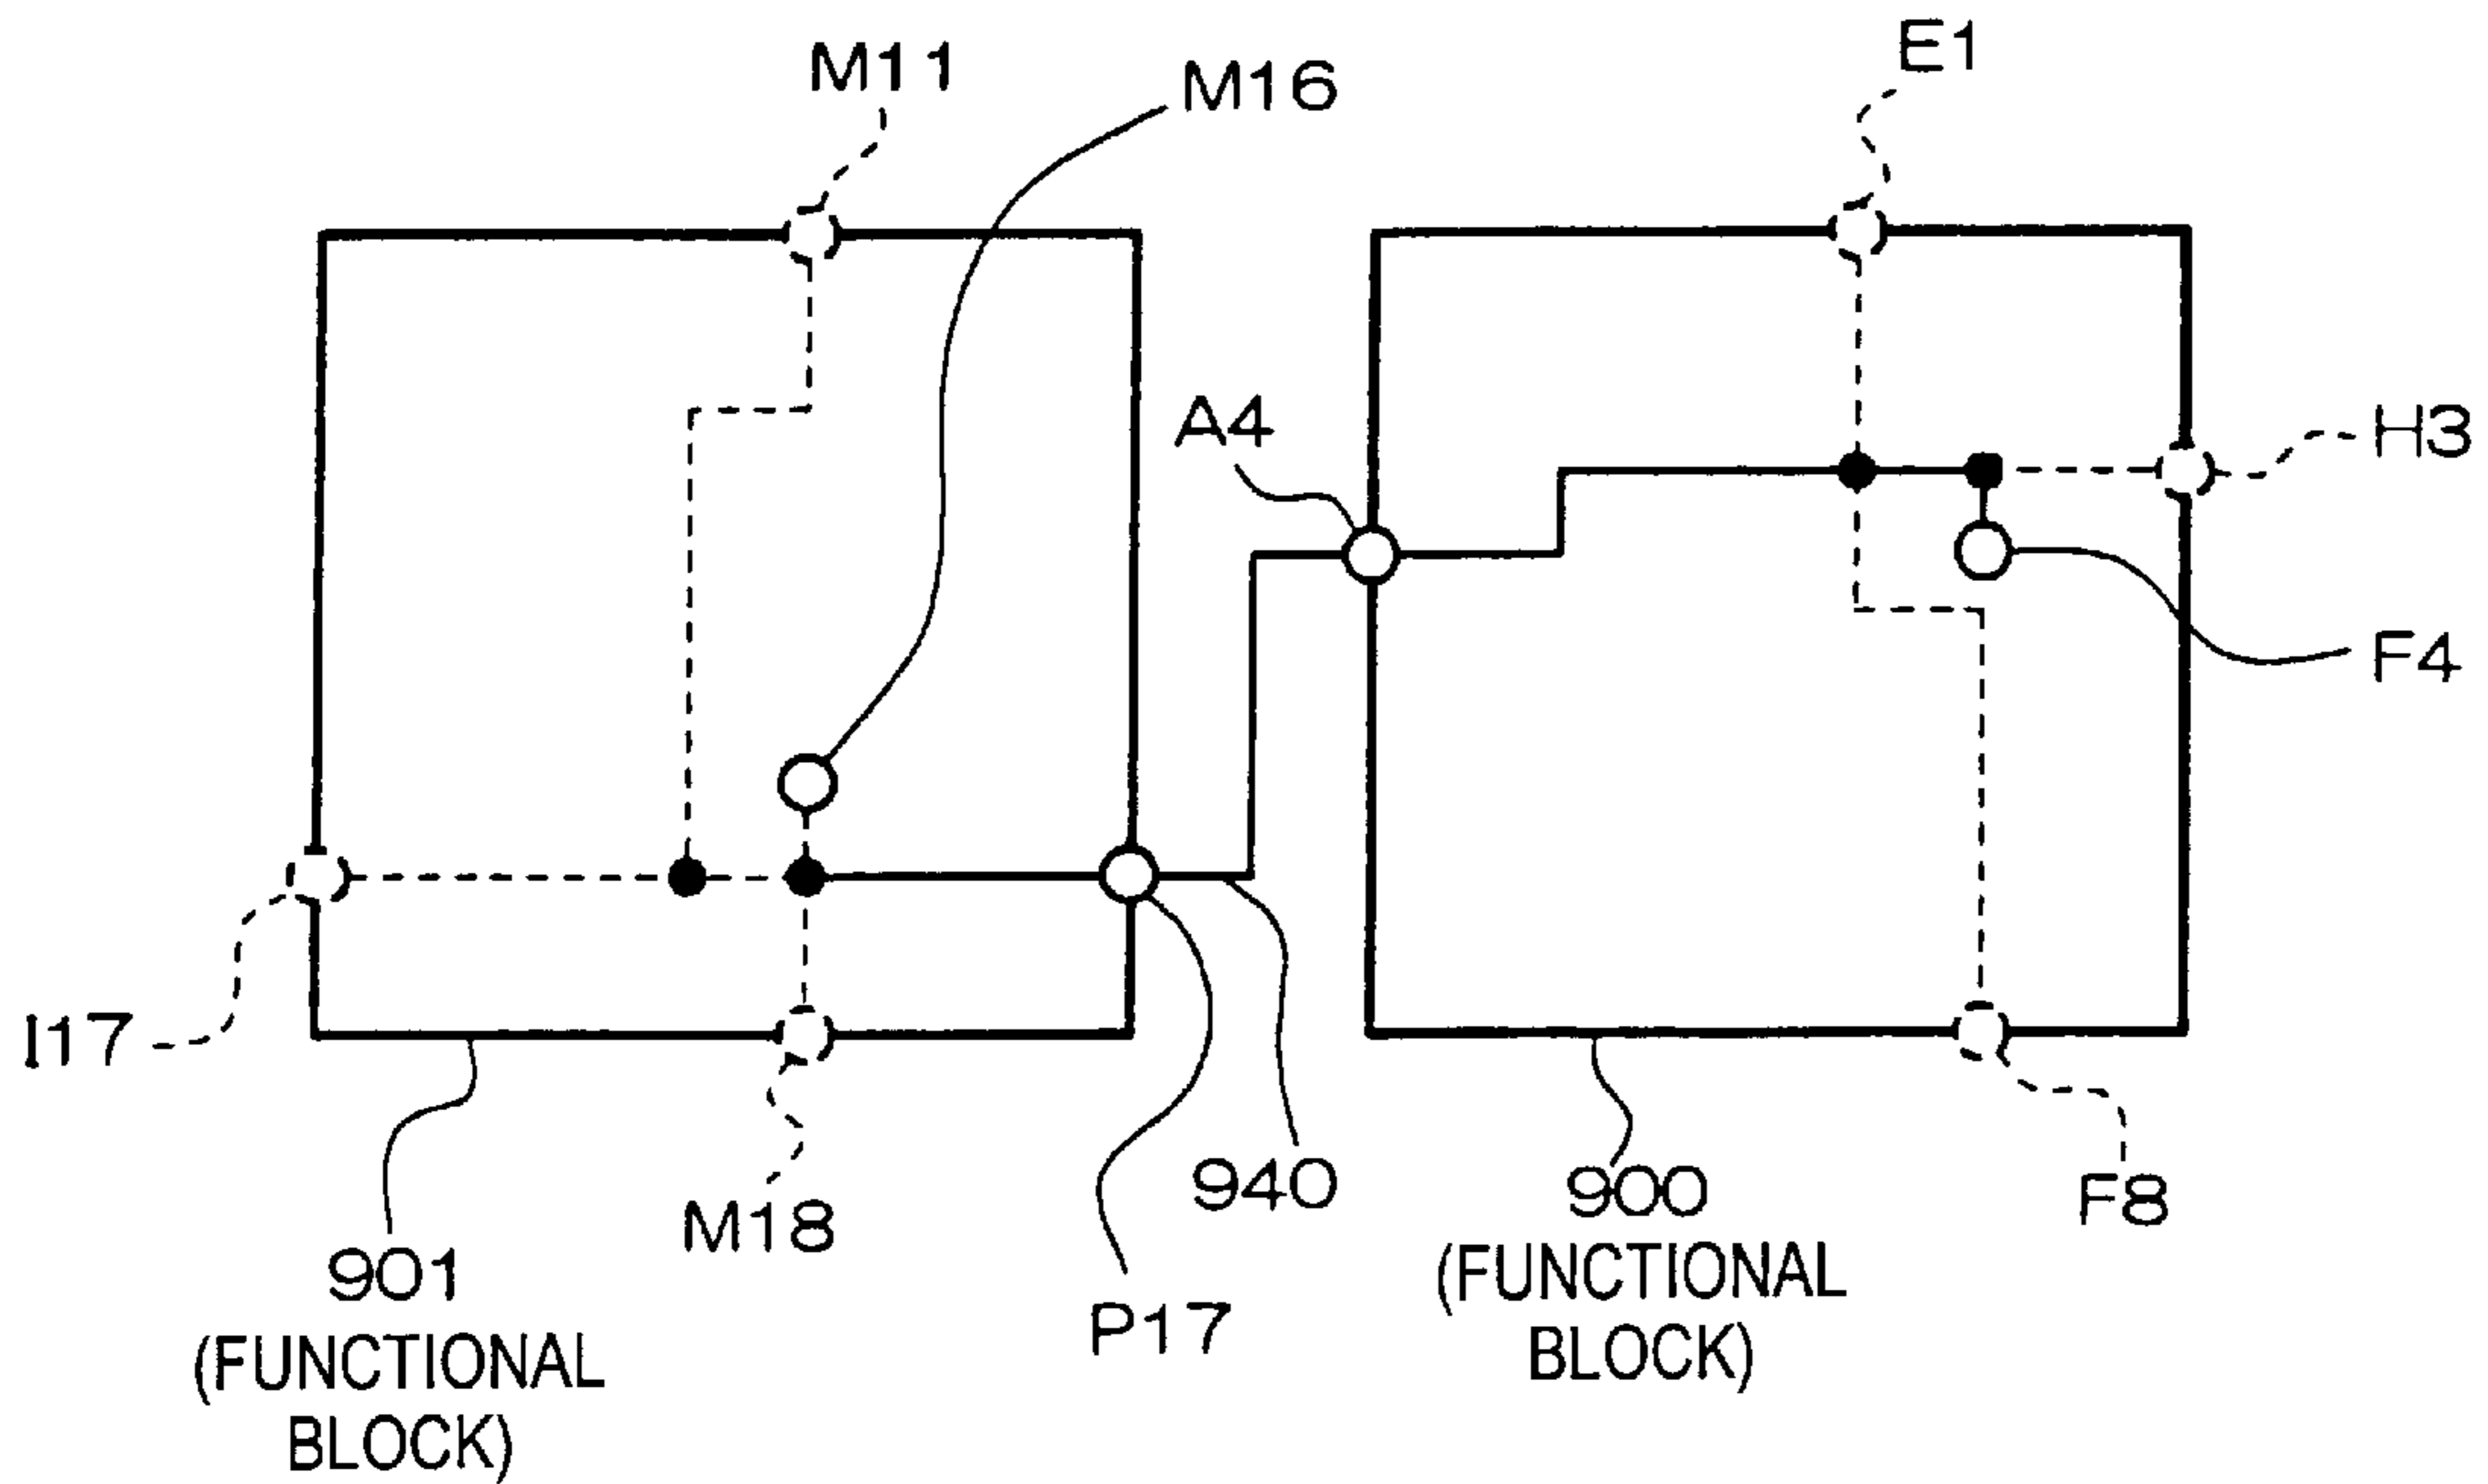 M11
M16
E1
A4
H3
F4
I17
M18
940
900
(FUNCTIONAL
BLOCK)
F8
901
(FUNCTIONAL
BLOCK)
P17